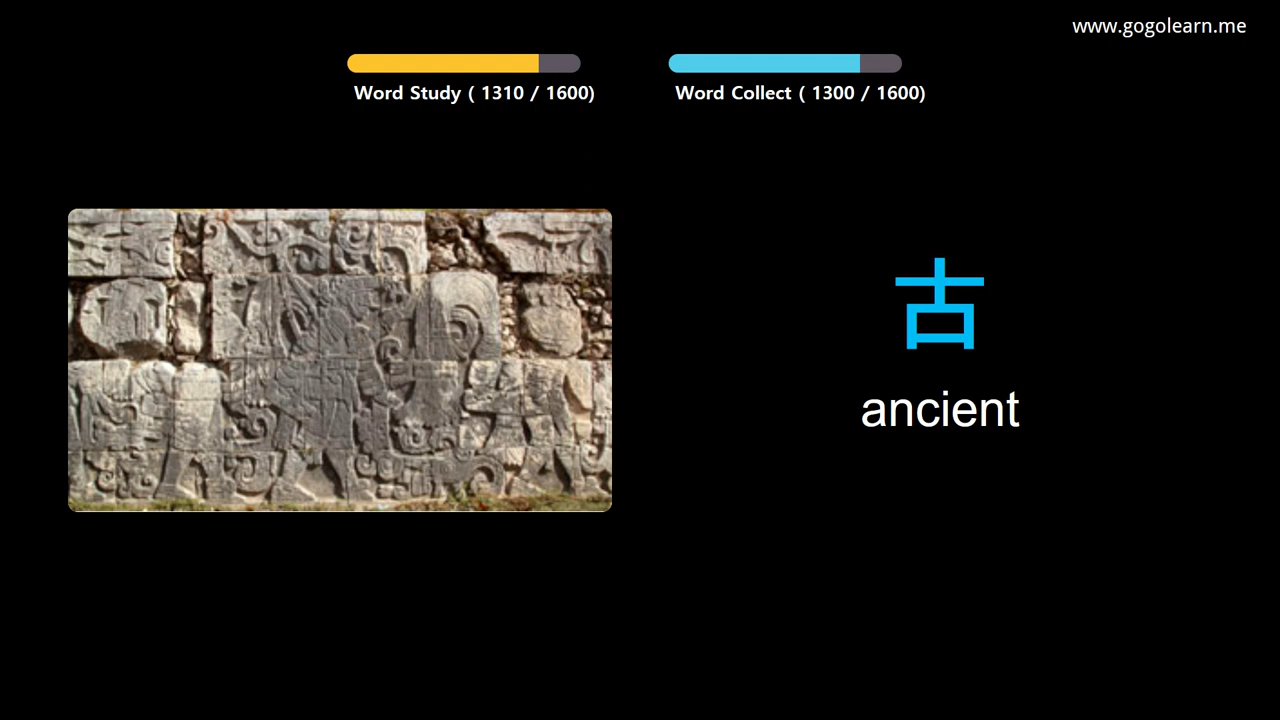 www.gogolearn.me
Word Study ( 1310 / 1600)
Word Collect ( 1300 / 1600)
古
ancient